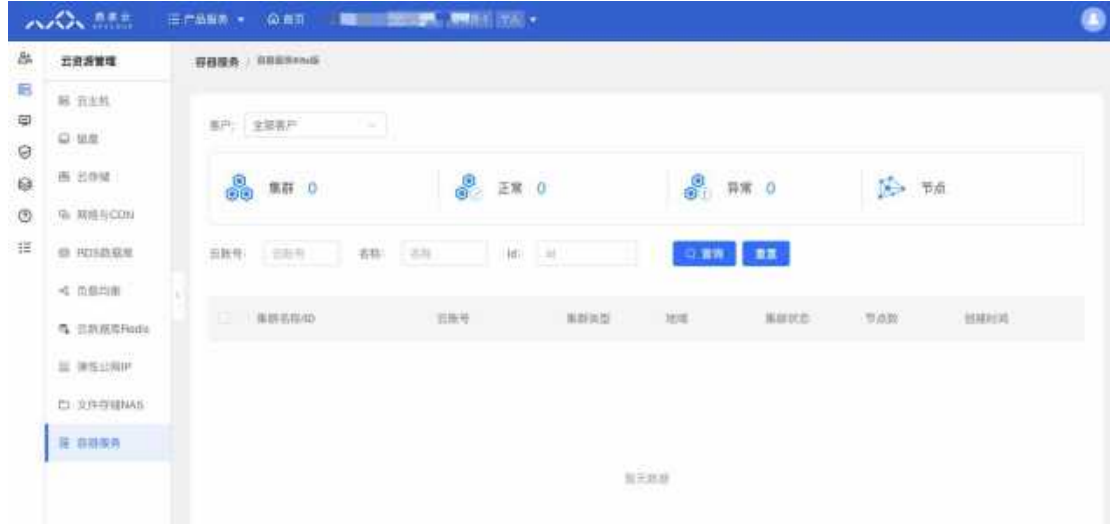 产品服务
首页
云资源管理
容器服务 /
云主机
磁盘
云存储
网络与CDN
RDS数据库
负载均衡
云数据库Redis
弹性公网IP
文件存储NAS
容器服务
客户: 全部客户
集群 0
正常 0
异常 0
节点
云账号: 云账号 名称: 名称 id: id 查询 重置
集群名称/ID 云账号 集群类型 地域 集群状态 节点数 创建时间
暂无数据